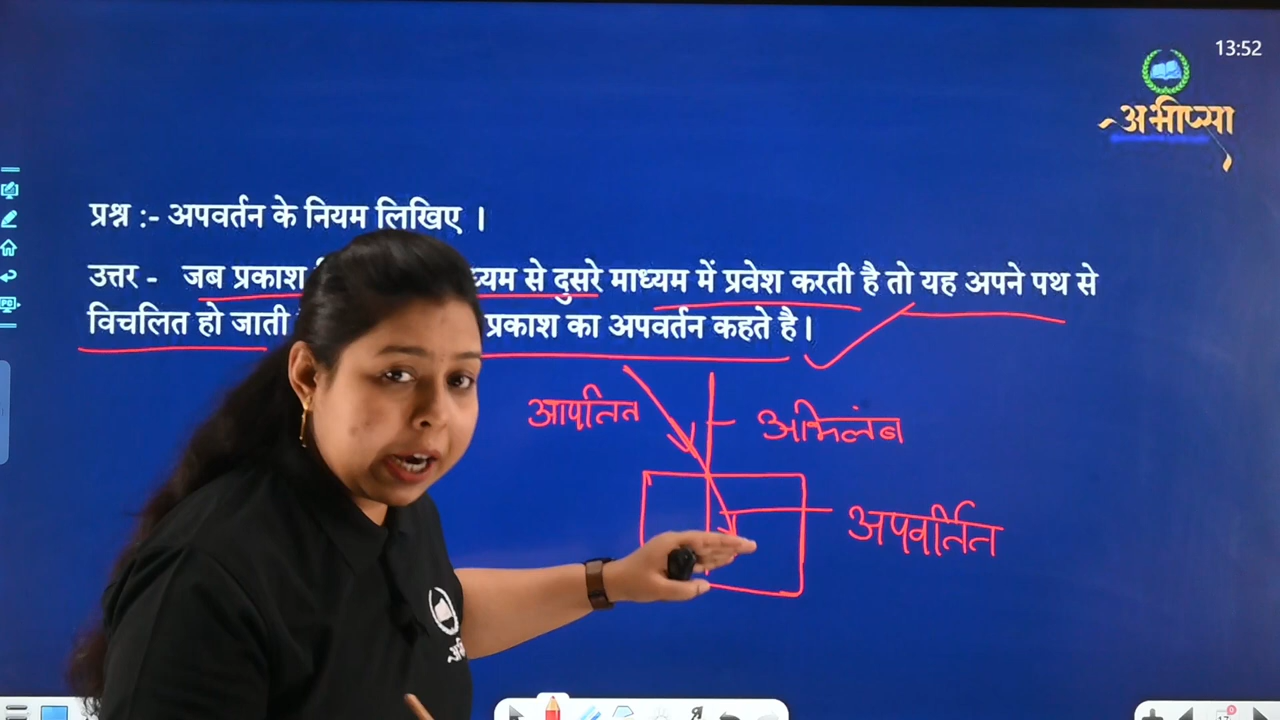 13:52
अभीप्सा
प्रश्न :- अपवर्तन के नियम लिखिए ।
उत्तर - जब प्रकाश से दुसरे माध्यम में प्रवेश करती है तो यह अपने पथ से
विचलित हो जाती प्रकाश का अपवर्तन कहते है।
आपतित
अभिलंब
अपवर्तित